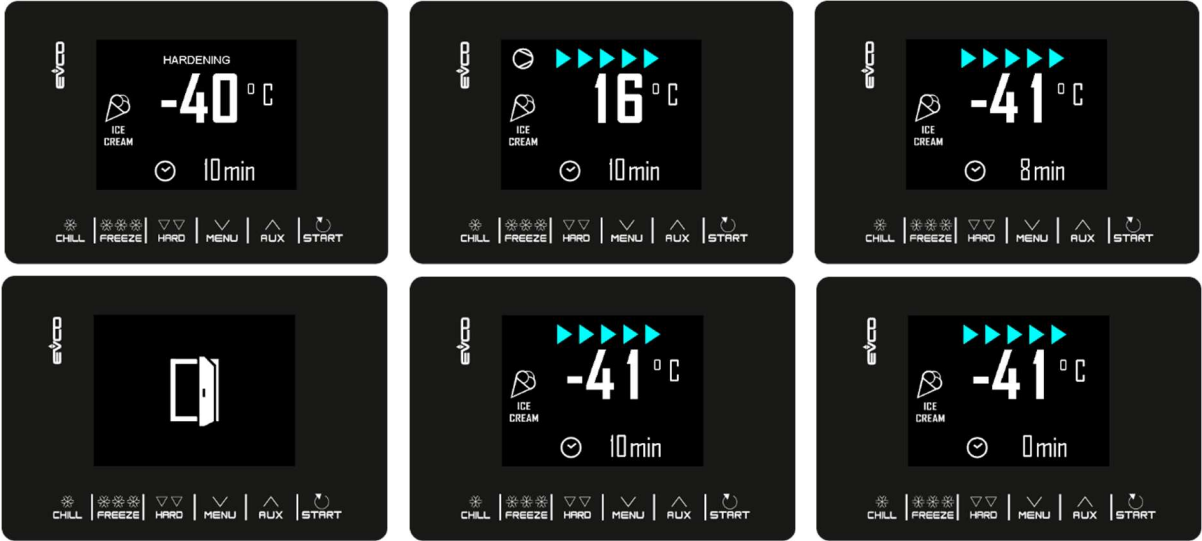 EVCO
HARDENING
-40 °C
ICE
CREAM
10min
CHILL FREEZE HARD MENU AUX START
EVCO
16 °C
ICE
CREAM
10min
CHILL FREEZE HARD MENU AUX START
EVCO
-41 °C
ICE
CREAM
8min
CHILL FREEZE HARD MENU AUX START
EVCO
CHILL FREEZE HARD MENU AUX START
EVCO
-41 °C
ICE
CREAM
10min
CHILL FREEZE HARD MENU AUX START
EVCO
-41 °C
ICE
CREAM
0min
CHILL FREEZE HARD MENU AUX START